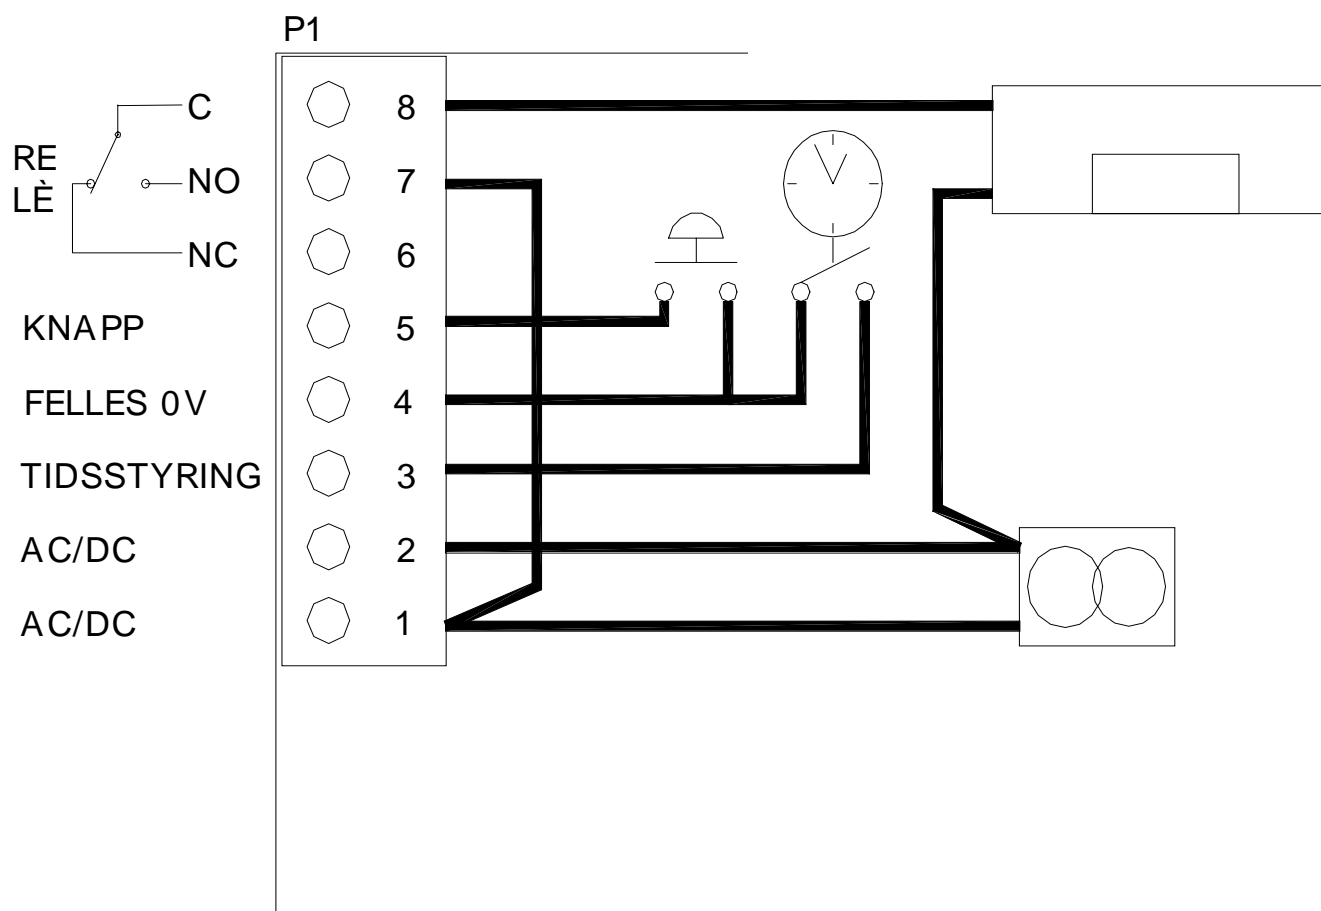 P1
C 8
RE
LÈ
NO 7
NC 6
KNAPP 5
FELLES 0V 4
TIDSSTYRING 3
AC/DC 2
AC/DC 1